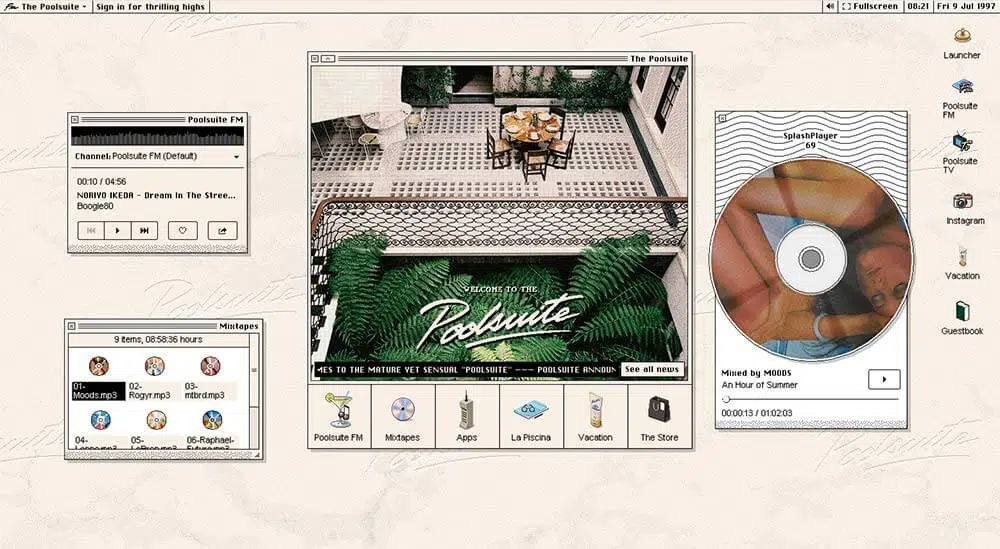 The Poolsuite
Sign in for thrilling highs
Fullscreen
08:21
Fri 9 Jul 1997
Poolsuite FM
Channel: Poolsuite FM (Default)
00:10 / 04:56
NORIYO IKEDA - Dream In The Stree...
Boogie80
Mixtapes
9 items, 08:58:36 hours
01-
Moods.mp3
02-
Rogyr.mp3
03-
mtbrd.mp3
04-
05-
06-Raphael-
The Poolsuite
WELCOME TO THE
Poolsuite
MES TO THE MATURE YET SENSUAL "POOLSUITE" ——— POOLSUITE ANNOUN
See all news
Poolsuite FM
Mixtapes
Apps
La Piscina
Vacation
The Store
SplashPlayer
69
Mixed by MOODS
An Hour of Summer
00:00:13 / 01:02:03
Launcher
Poolsuite
FM
Poolsuite
TV
Instagram
Vacation
Guestbook